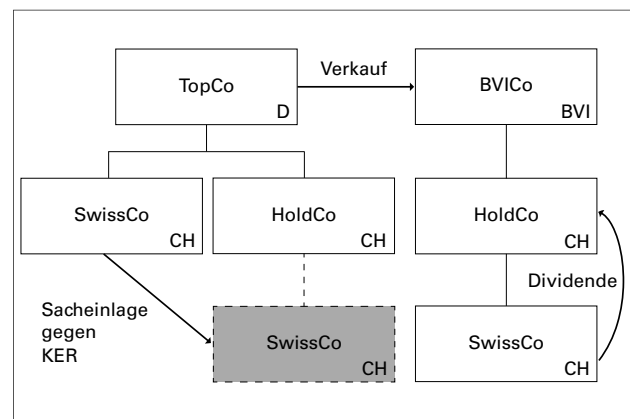 TopCo
D
Verkauf
BVICo
BVI
SwissCo
CH
HoldCo
CH
HoldCo
CH
Sacheinlage
gegen
KER
SwissCo
CH
Dividende
SwissCo
CH